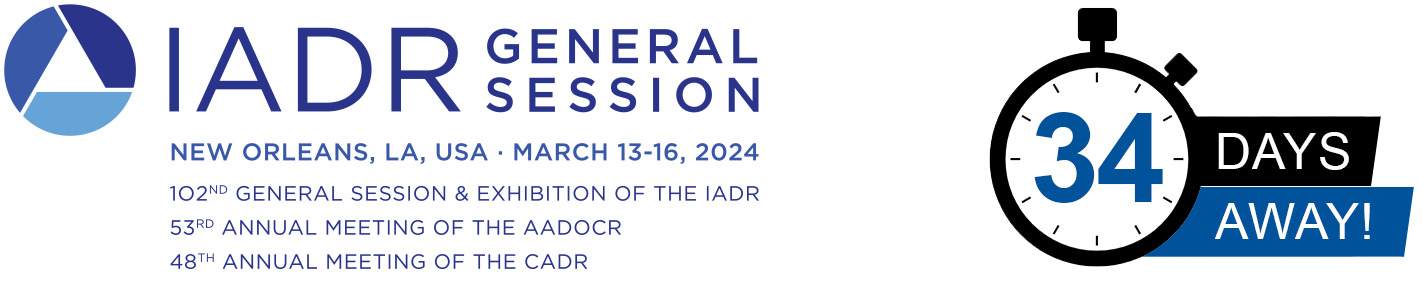 IADR GENERAL SESSION
NEW ORLEANS, LA, USA · MARCH 13-16, 2024
102ND GENERAL SESSION & EXHIBITION OF THE IADR
53RD ANNUAL MEETING OF THE AADOCR
48TH ANNUAL MEETING OF THE CADR
34
DAYS
AWAY!